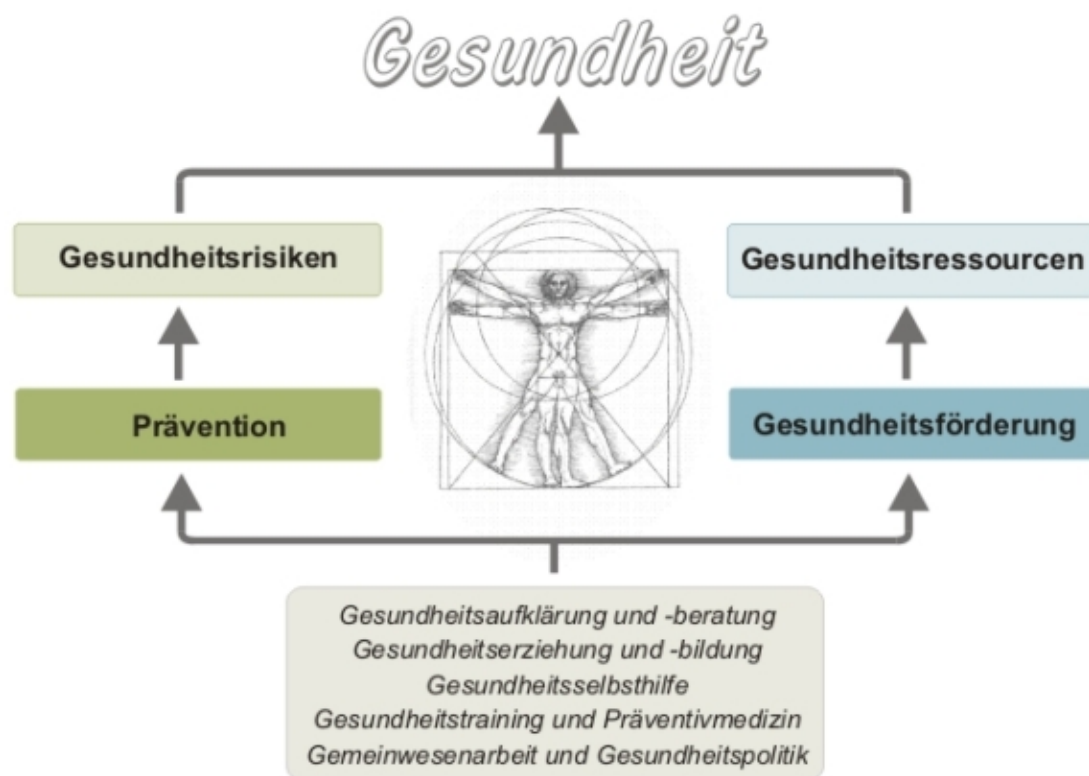 Gesundheit
Gesundheitsrisiken
Gesundheitsressourcen
Prävention
Gesundheitsförderung
Gesundheitsaufklärung und -beratung
Gesundheitserziehung und -bildung
Gesundheitsselbsthilfe
Gesundheitstraining und Präventivmedizin
Gemeinwesenarbeit und Gesundheitspolitik